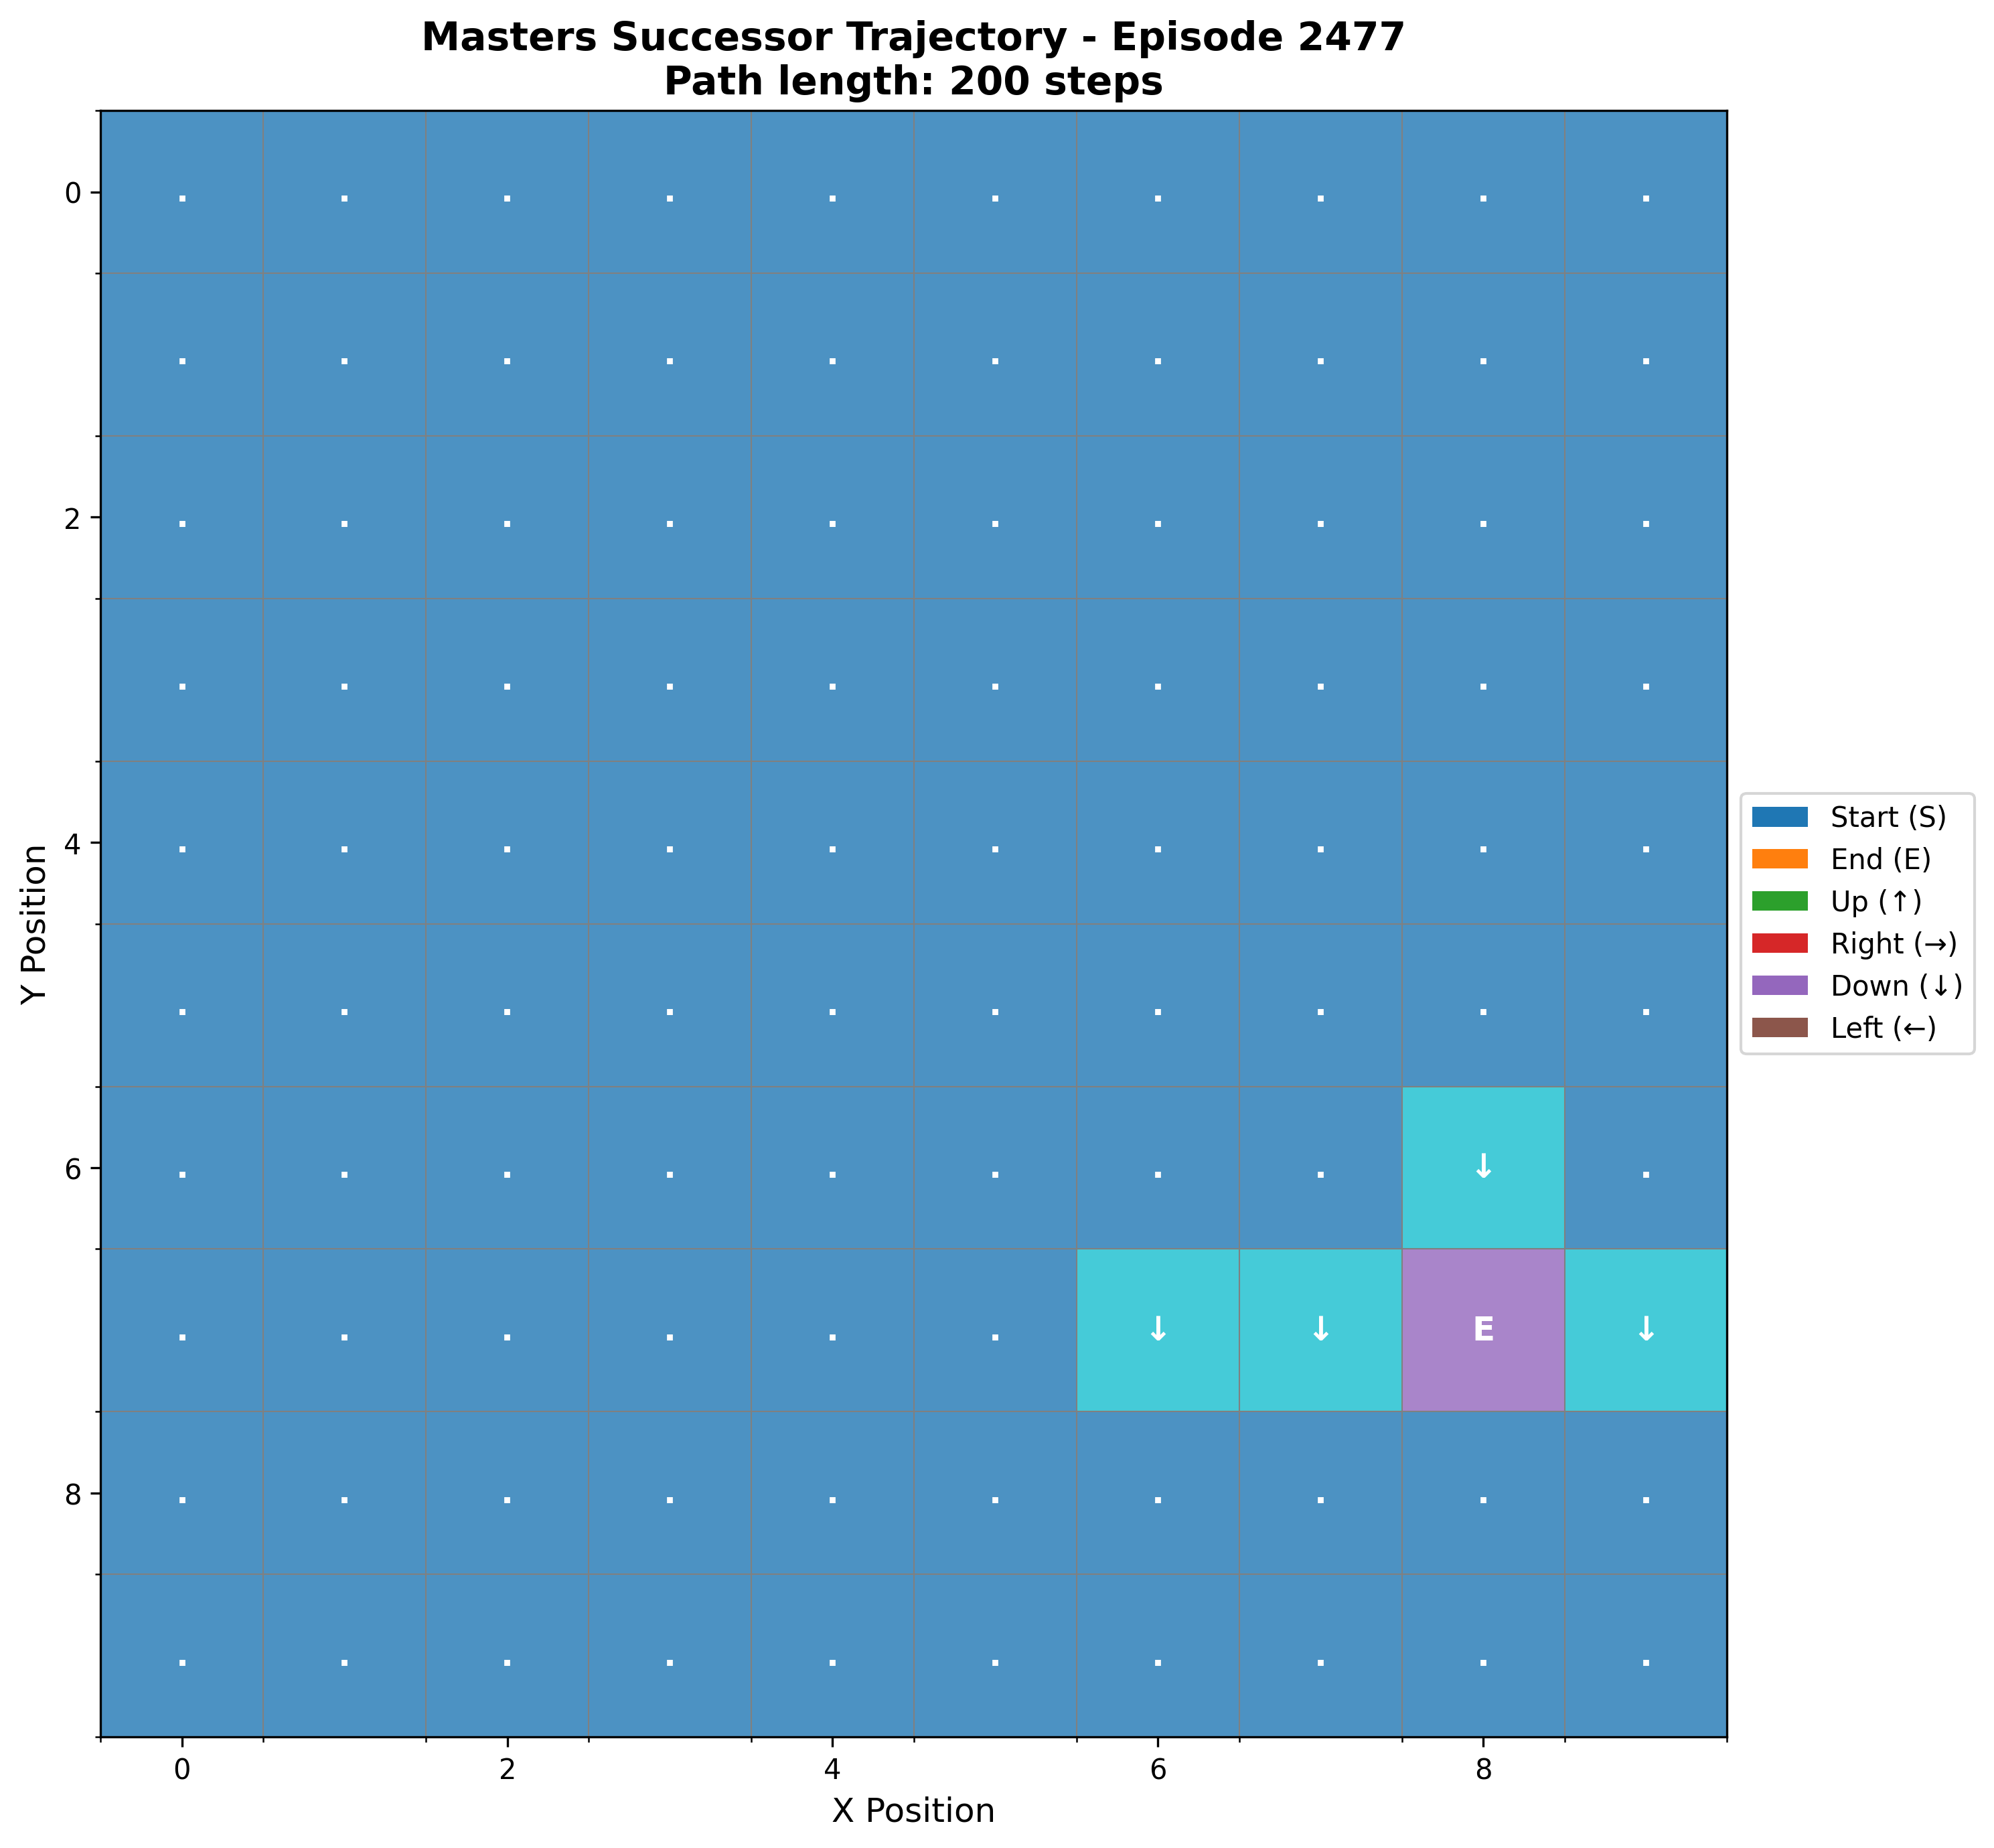 Masters Successor Trajectory - Episode 2477
Path length: 200 steps
0
2
4
6
8
Y Position
↓
↓ ↓ E ↓
0 2 4 6 8
X Position
Start (S)
End (E)
Up (↑)
Right (→)
Down (↓)
Left (←)